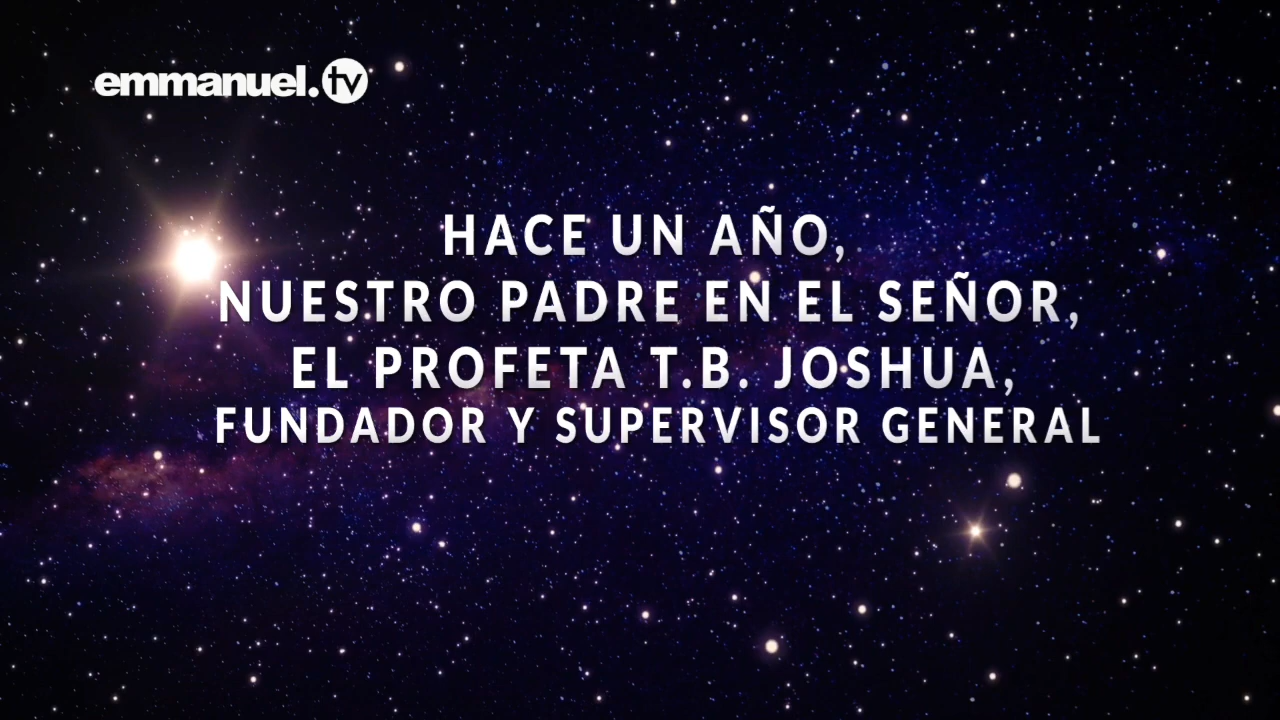 emmanuel.tv
HACE UN AÑO,
NUESTRO PADRE EN EL SEÑOR,
EL PROFETA T.B. JOSHUA,
FUNDADOR Y SUPERVISOR GENERAL